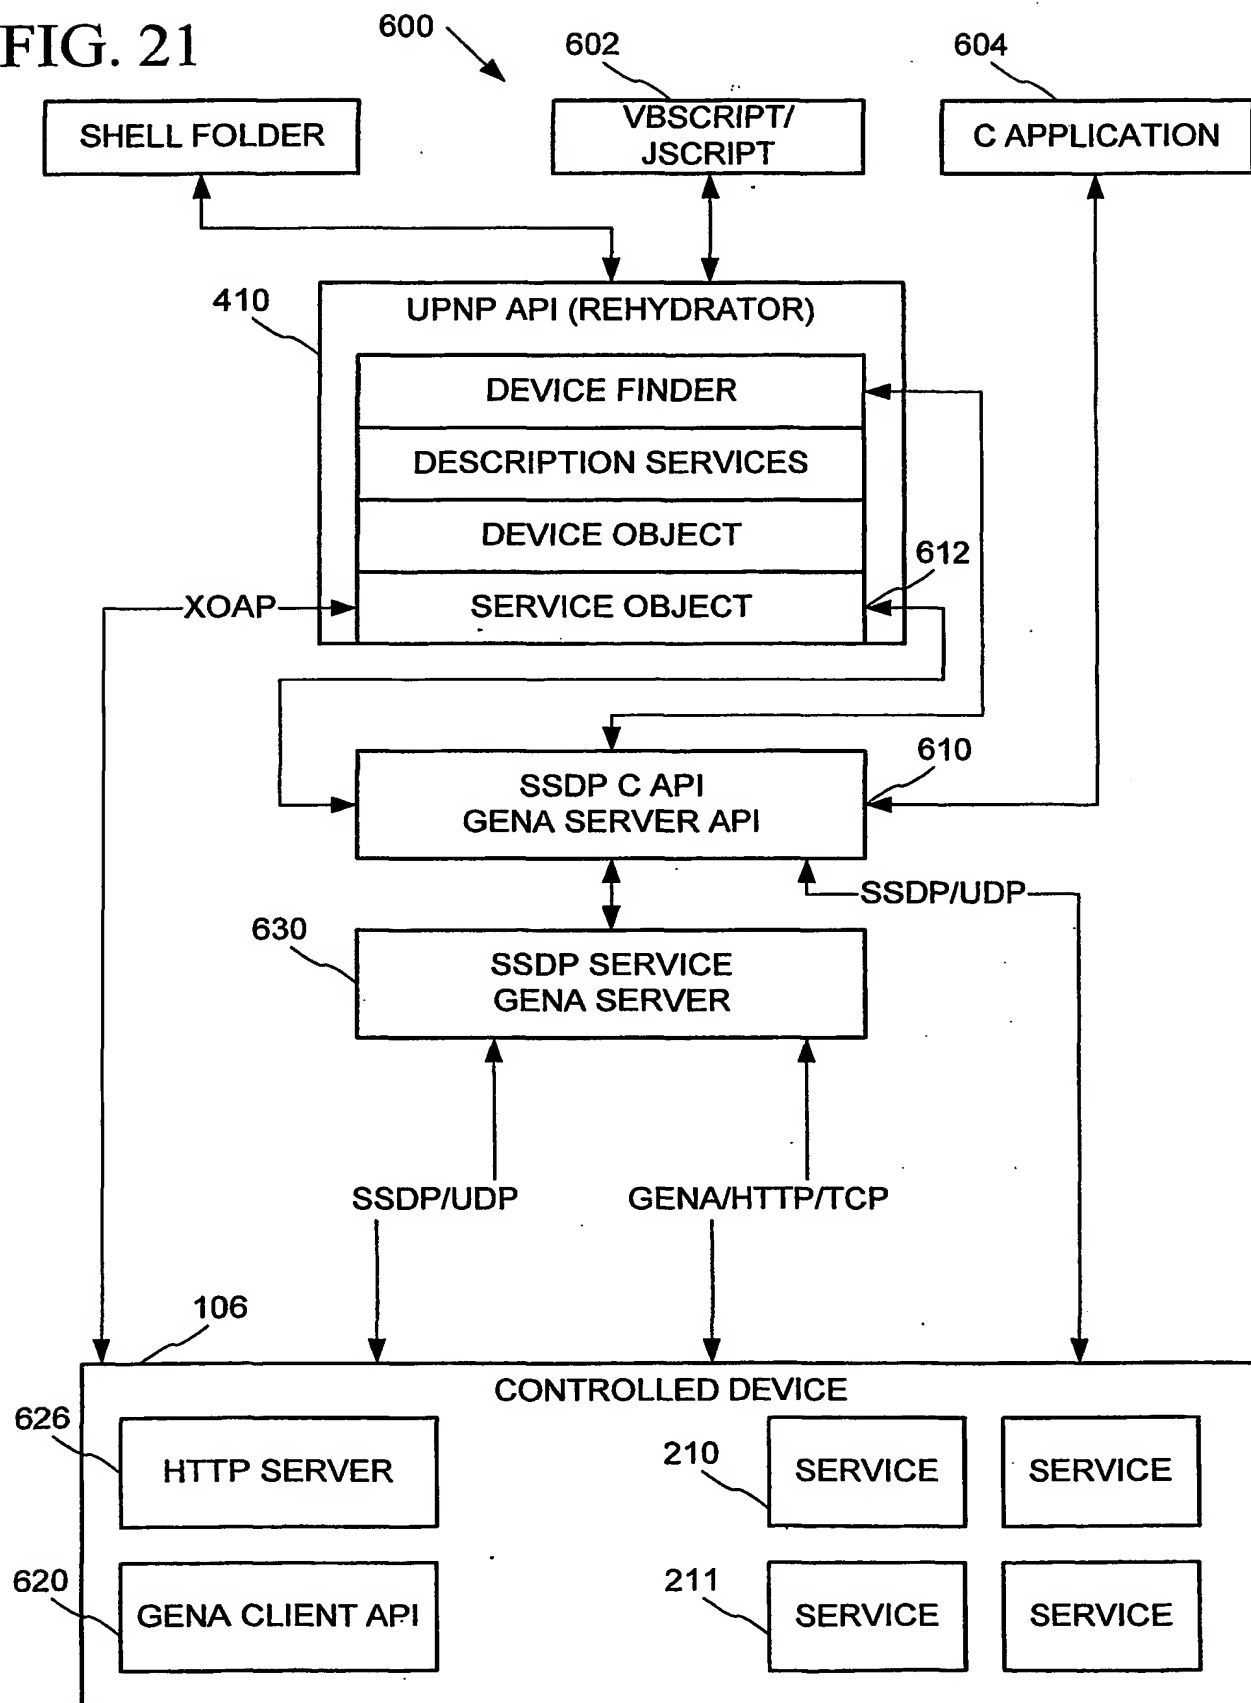 FIG. 21
600
602
604
SHELL FOLDER
VBSCRIPT/
JSCRIPT
C APPLICATION
410
UPNP API (REHYDRATOR)
DEVICE FINDER
DESCRIPTION SERVICES
DEVICE OBJECT
612
XOAP
SERVICE OBJECT
610
SSDP C API
GENA SERVER API
SSDP/UDP
630
SSDP SERVICE
GENA SERVER
SSDP/UDP
GENA/HTTP/TCP
106
CONTROLLED DEVICE
626
HTTP SERVER
210
SERVICE
SERVICE
620
GENA CLIENT API
211
SERVICE
SERVICE